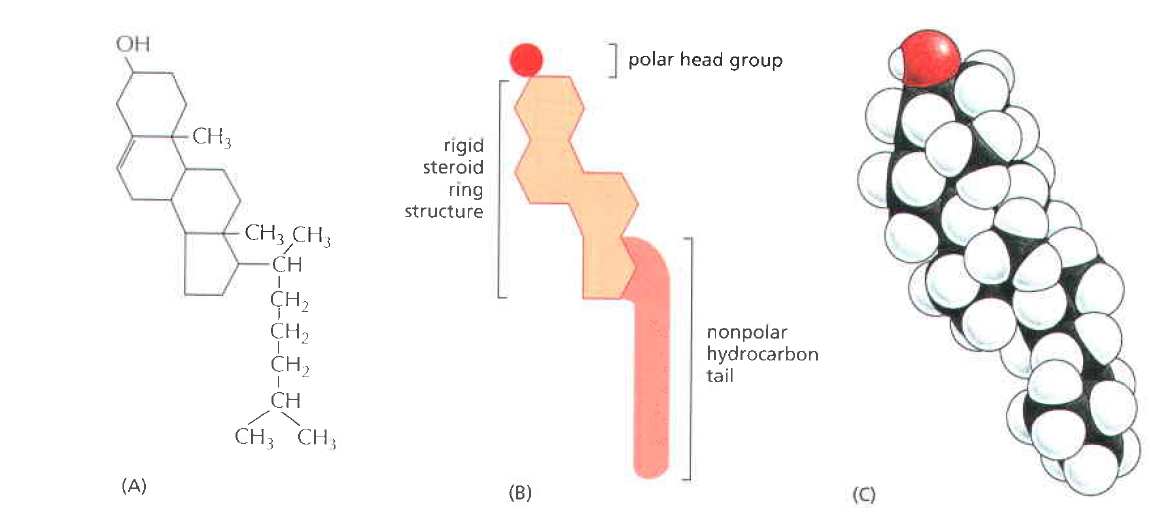 OH
CH₃
CH₃
CH₃
CH
CH₂
CH₂
CH₂
CH
CH₃
CH₃
(A)
polar head group
rigid
steroid
ring
structure
nonpolar
hydrocarbon
tail
(B)
(C)